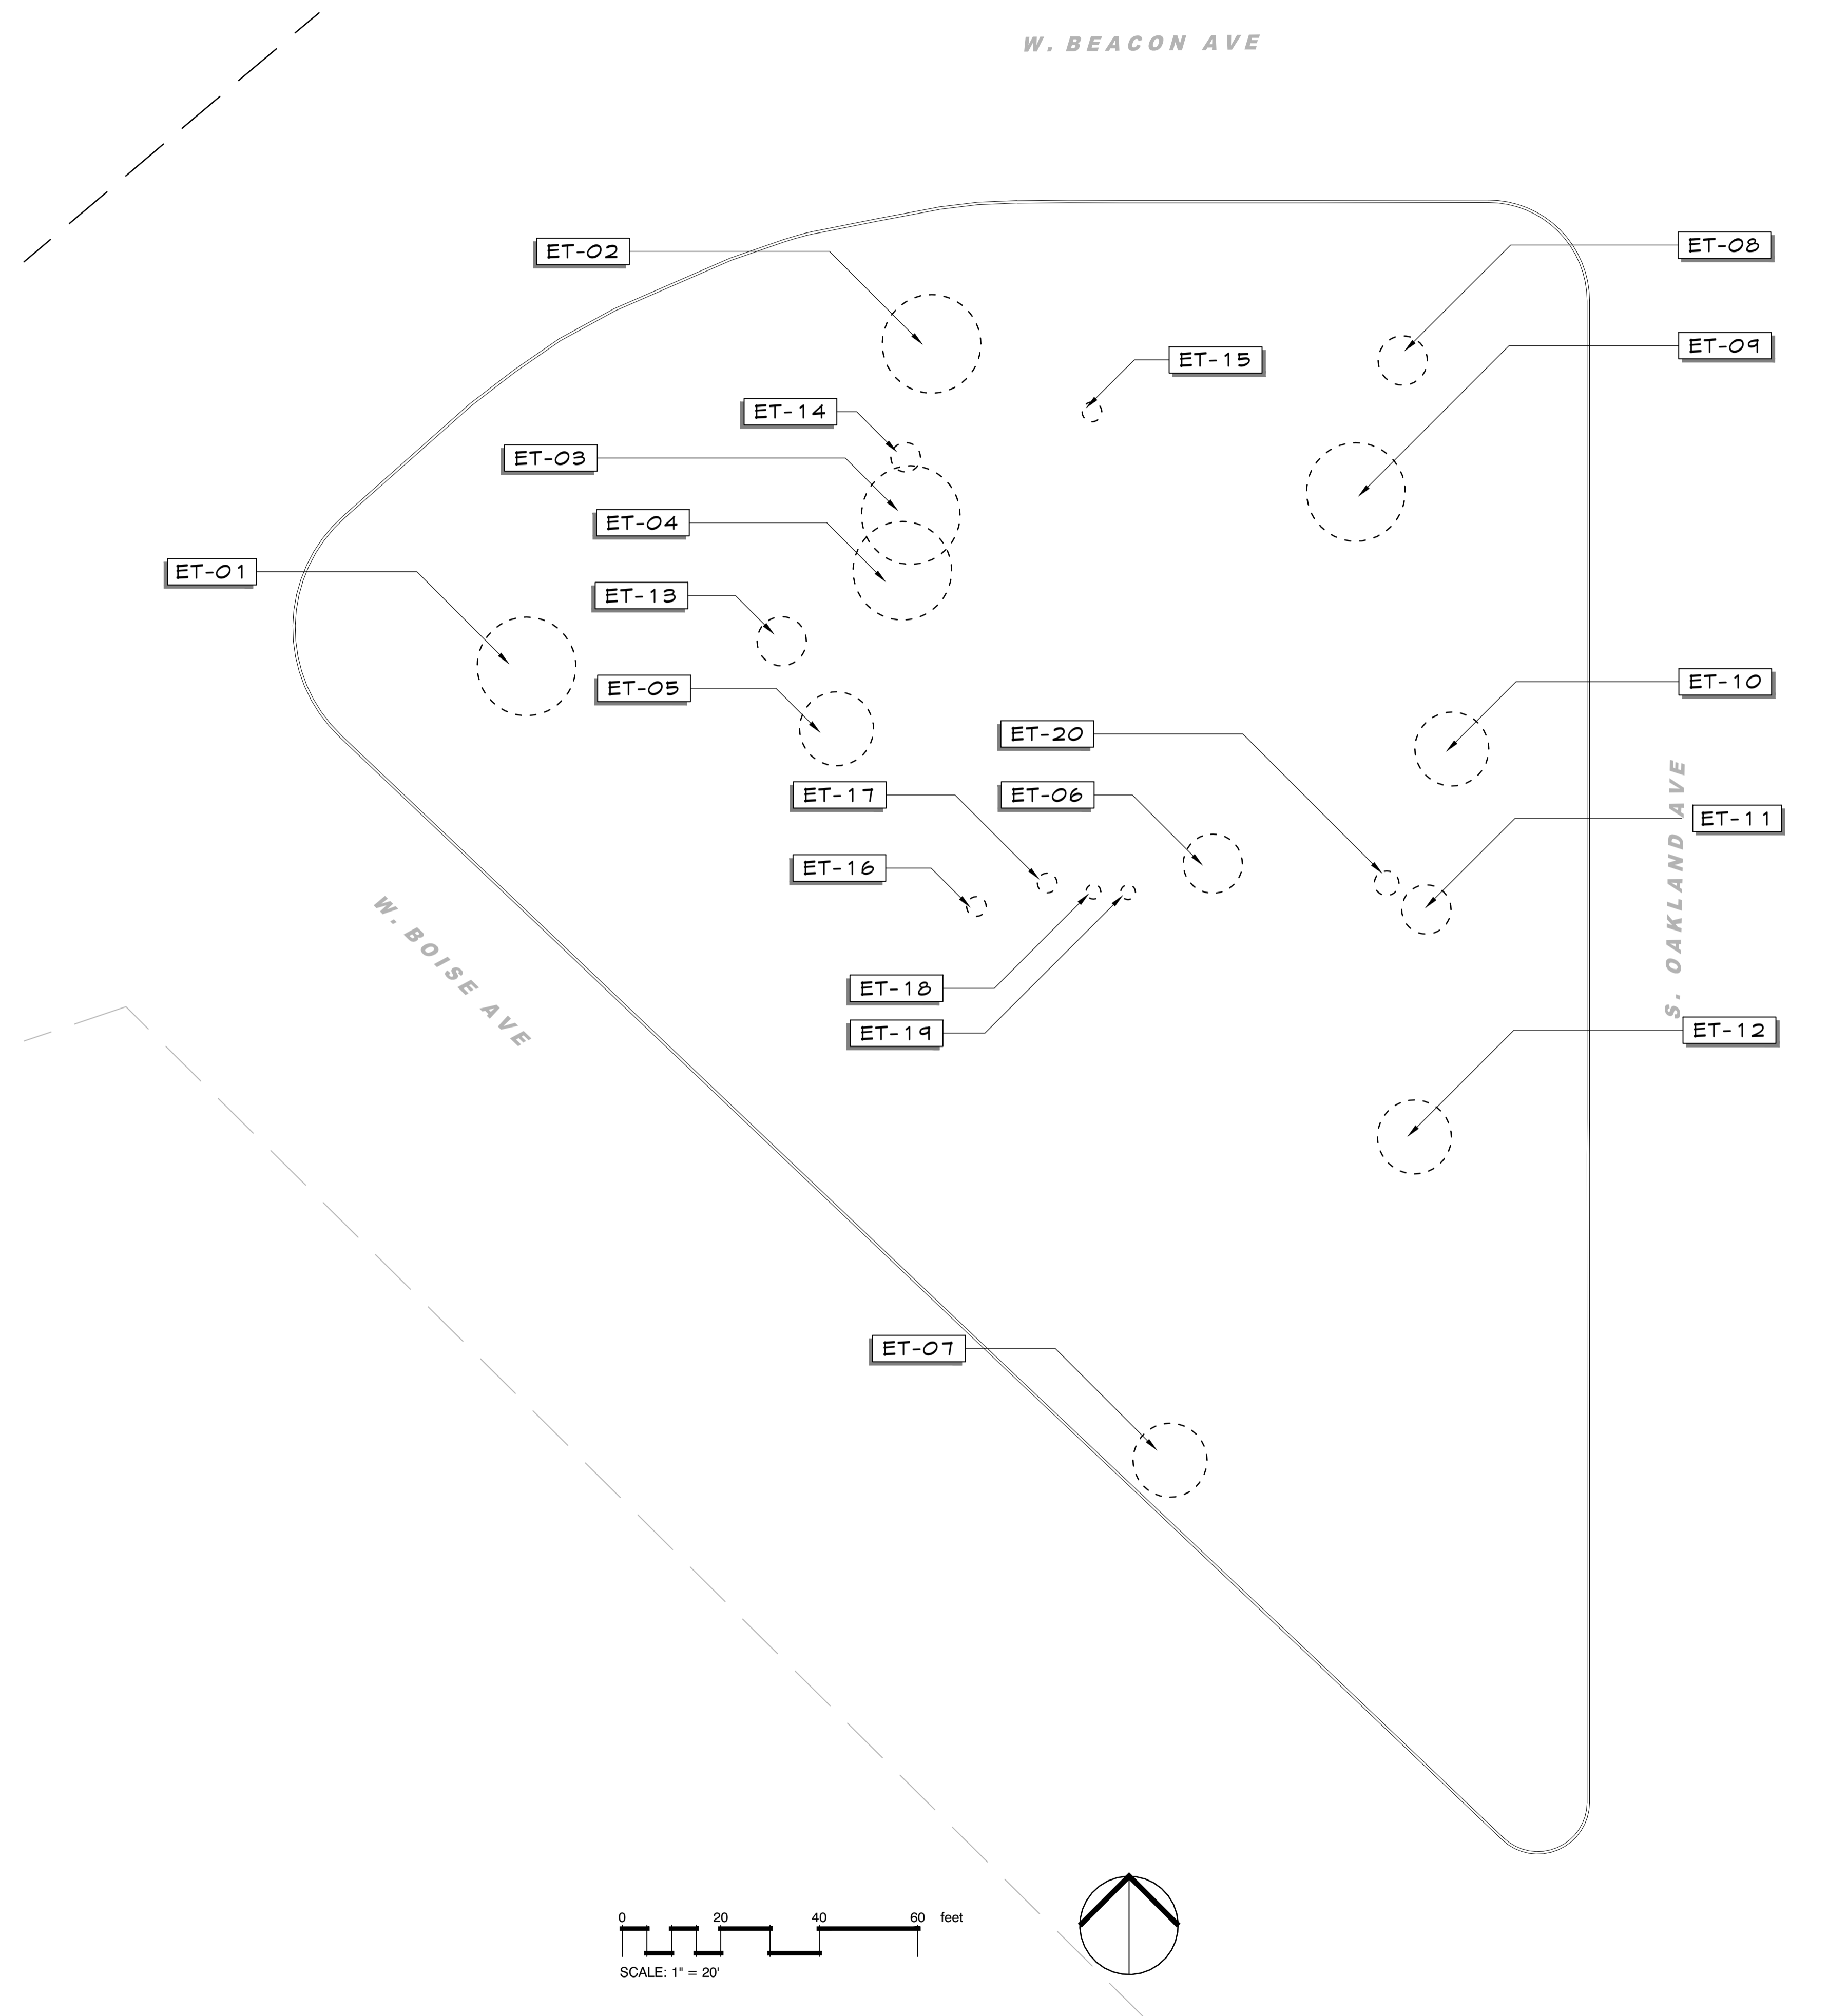 W. BEACON AVE
ET-02
ET-08
ET-09
ET-15
ET-14
ET-03
ET-04
ET-01
ET-13
ET-05
ET-10
ET-20
ET-17
ET-06
ET-11
ET-16
S. OAKLAND AVE
W. BOISE AVE
ET-18
ET-19
ET-12
ET-07
0 20 40 60 feet
SCALE: 1" = 20'